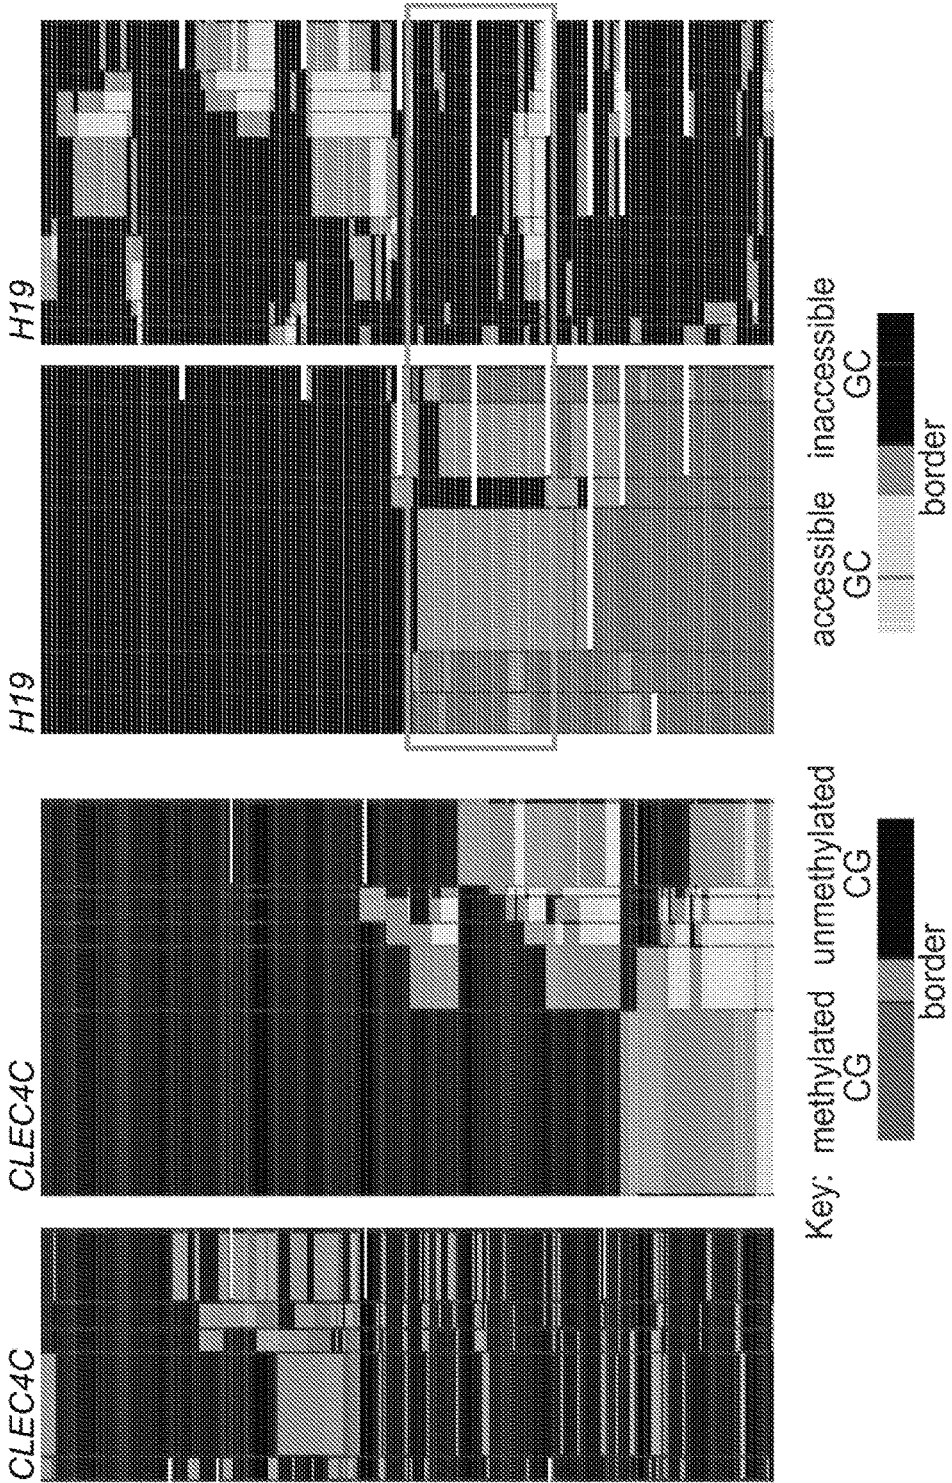 CLEC4C
CLEC4C
H19
H19
Key: methylated unmethylated
CG CG
border
accessible inaccessible
GC GC
border